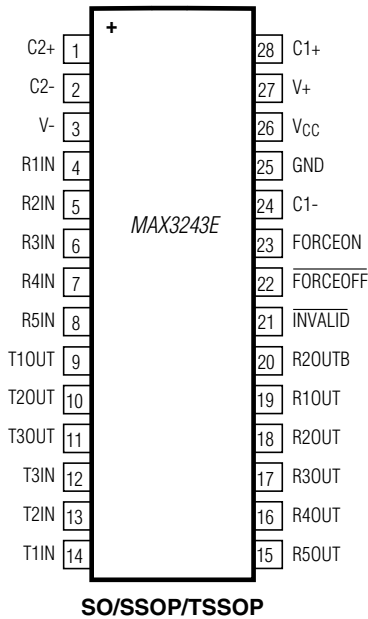 +
C2+ 1 28 C1+
C2- 2 27 V+
V- 3 26 VCC
R1IN 4 25 GND
R2IN 5 24 C1-
MAX3243E
R3IN 6 23 FORCEON
R4IN 7 22 FORCEOFF
R5IN 8 21 INVALID
T1OUT 9 20 R2OUTB
T2OUT 10 19 R1OUT
T3OUT 11 18 R2OUT
T3IN 12 17 R3OUT
T2IN 13 16 R4OUT
T1IN 14 15 R5OUT
SO/SSOP/TSSOP